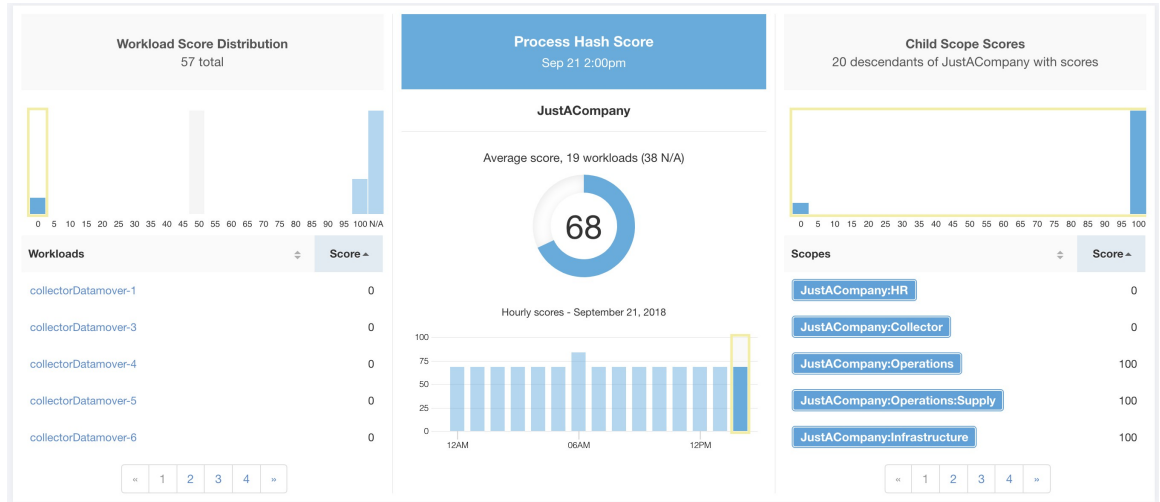 Workload Score Distribution
57 total
0 5 10 15 20 25 30 35 40 45 50 55 60 65 70 75 80 85 90 95 100 N/A
Workloads Score
collectorDatamover-1 0
collectorDatamover-3 0
collectorDatamover-4 0
collectorDatamover-5 0
collectorDatamover-6 0
« 1 2 3 4 »
Process Hash Score
Sep 21 2:00pm
JustACompany
Average score, 19 workloads (38 N/A)
68
Hourly scores - September 21, 2018
100
75
50
25
0
12AM 06AM 12PM
Child Scope Scores
20 descendants of JustACompany with scores
0 5 10 15 20 25 30 35 40 45 50 55 60 65 70 75 80 85 90 95 100
Scopes Score
JustACompany:HR 0
JustACompany:Collector 0
JustACompany:Operations 100
JustACompany:Operations:Supply 100
JustACompany:Infrastructure 100
« 1 2 3 4 »